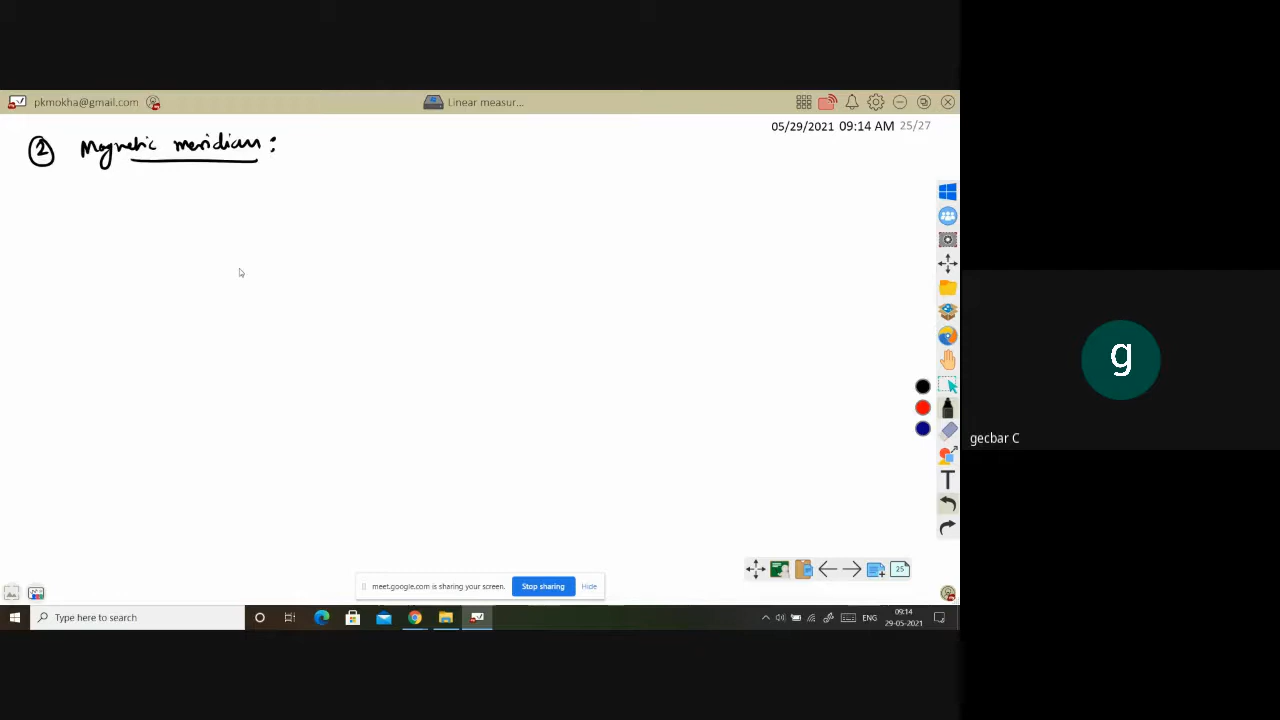 pkmokha@gmail.com
Linear measur...
05/29/2021 09:14 AM 25/27
2 Magnetic meridian :
T
g
gecbar C
25
meet.google.com is sharing your screen. Stop sharing Hide
Type here to search
ENG
09:14
29-05-2021